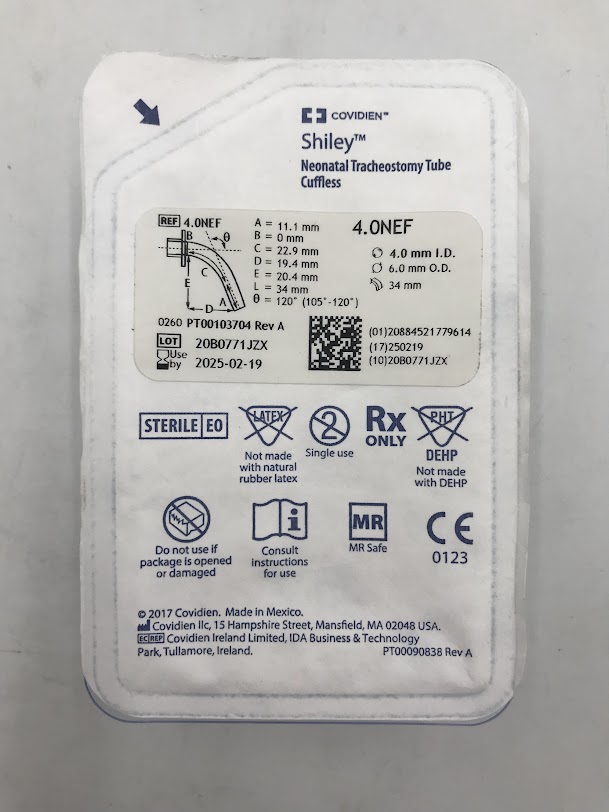 COVIDIEN™
Shiley™
Neonatal Tracheostomy Tube
Cuffless
REF 4.0NEF
B
θ
C
E
D
A
A = 11.1 mm
B = 0 mm
C = 22.9 mm
D = 19.4 mm
E = 20.4 mm
L = 34 mm
θ = 120° (105°-120°)
4.0NEF
4.0 mm I.D.
6.0 mm O.D.
34 mm
0260 PT00103704 Rev A
LOT 20B0771JZX
Use
by 2025-02-19
(01)20884521779614
(17)250219
(10)20B0771JZX
STERILE EO
LATEX
Not made
with natural
rubber latex
2
Single use
Rx
ONLY
PHT
DEHP
Not made
with DEHP
Do not use if
package is opened
or damaged
i
Consult
instructions
for use
MR
MR Safe
CE
0123
© 2017 Covidien. Made in Mexico.
Covidien llc, 15 Hampshire Street, Mansfield, MA 02048 USA.
EC REP Covidien Ireland Limited, IDA Business & Technology
Park, Tullamore, Ireland.
PT00090838 Rev A